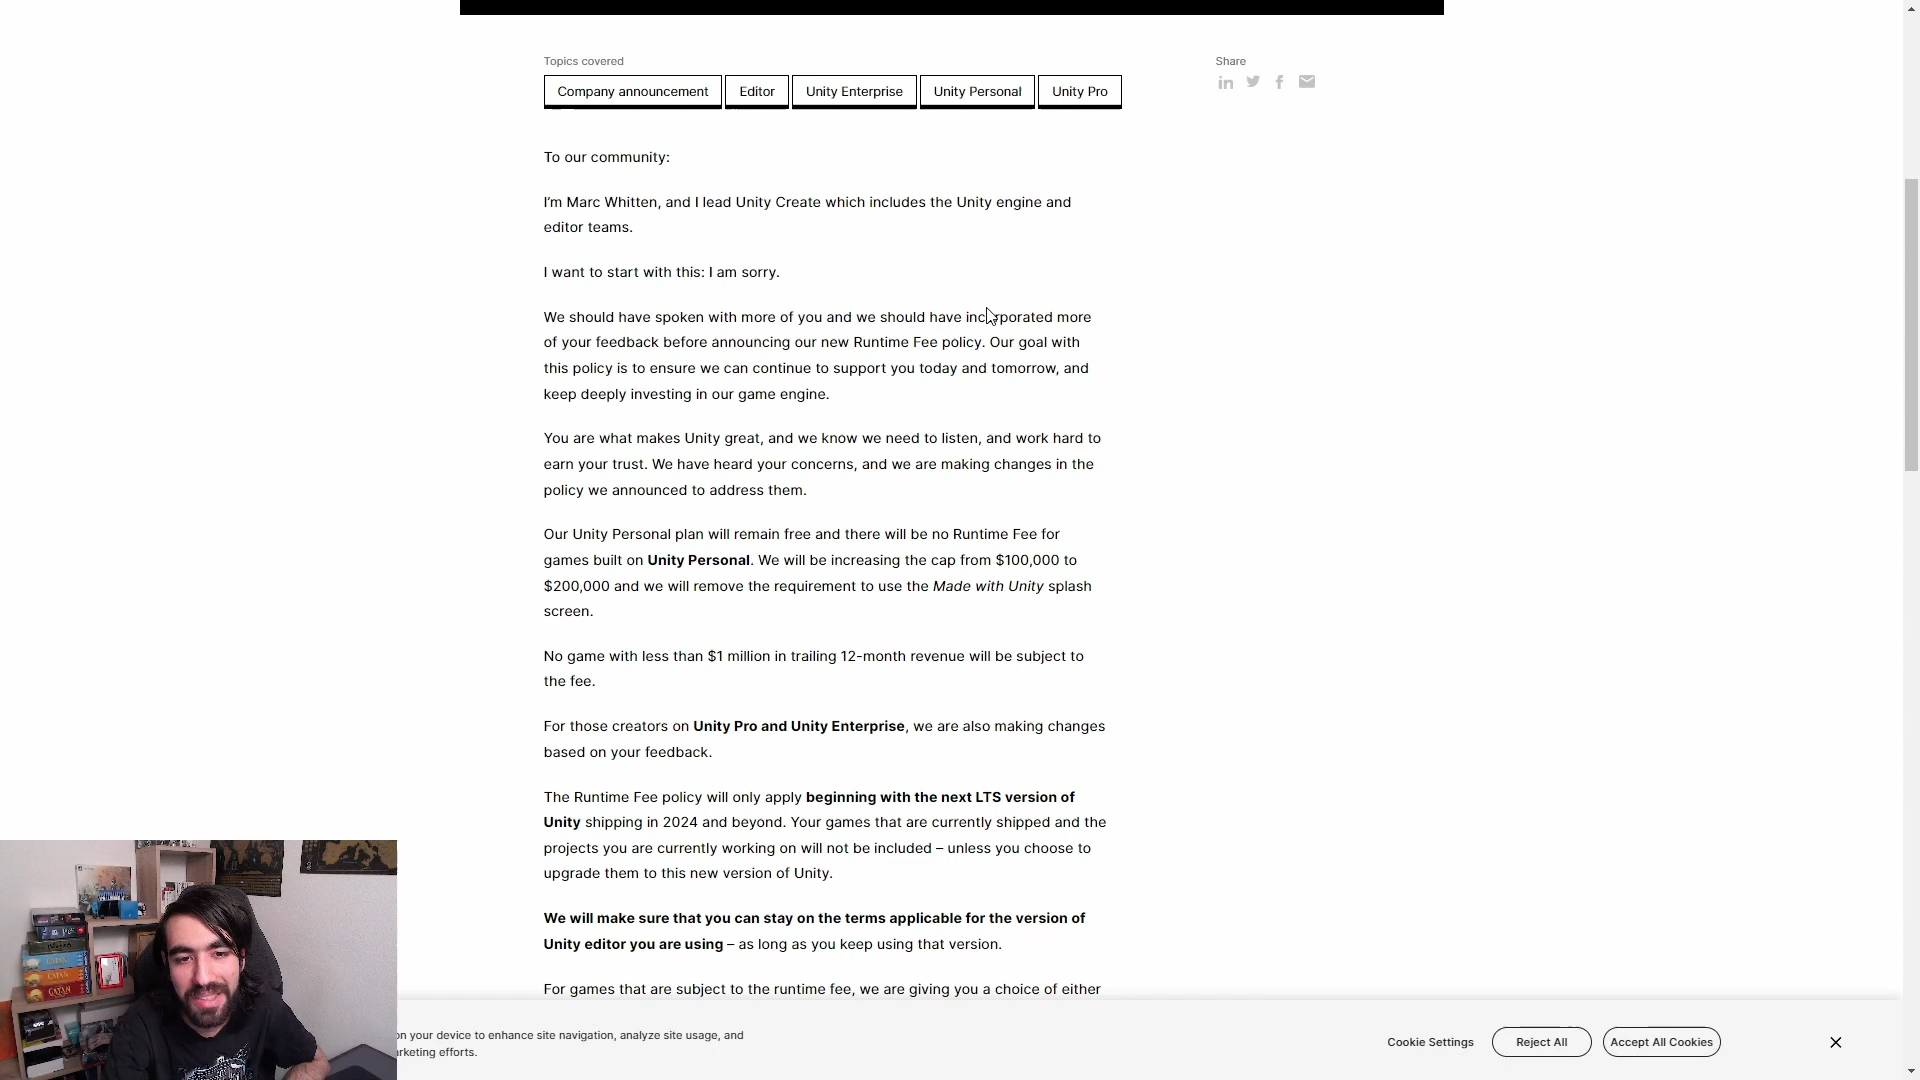 Topics covered
Share
Company announcement
Editor
Unity Enterprise
Unity Personal
Unity Pro
To our community:
I'm Marc Whitten, and I lead Unity Create which includes the Unity engine and
editor teams.
I want to start with this: I am sorry.
We should have spoken with more of you and we should have incorporated more
of your feedback before announcing our new Runtime Fee policy. Our goal with
this policy is to ensure we can continue to support you today and tomorrow, and
keep deeply investing in our game engine.
You are what makes Unity great, and we know we need to listen, and work hard to
earn your trust. We have heard your concerns, and we are making changes in the
policy we announced to address them.
Our Unity Personal plan will remain free and there will be no Runtime Fee for
games built on Unity Personal. We will be increasing the cap from $100,000 to
$200,000 and we will remove the requirement to use the Made with Unity splash
screen.
No game with less than $1 million in trailing 12-month revenue will be subject to
the fee.
For those creators on Unity Pro and Unity Enterprise, we are also making changes
based on your feedback.
The Runtime Fee policy will only apply beginning with the next LTS version of
Unity shipping in 2024 and beyond. Your games that are currently shipped and the
projects you are currently working on will not be included – unless you choose to
upgrade them to this new version of Unity.
We will make sure that you can stay on the terms applicable for the version of
Unity editor you are using – as long as you keep using that version.
For games that are subject to the runtime fee, we are giving you a choice of either
on your device to enhance site navigation, analyze site usage, and
efforts.
Cookie Settings
Reject All
Accept All Cookies
CATAN
CATAN
CATAN